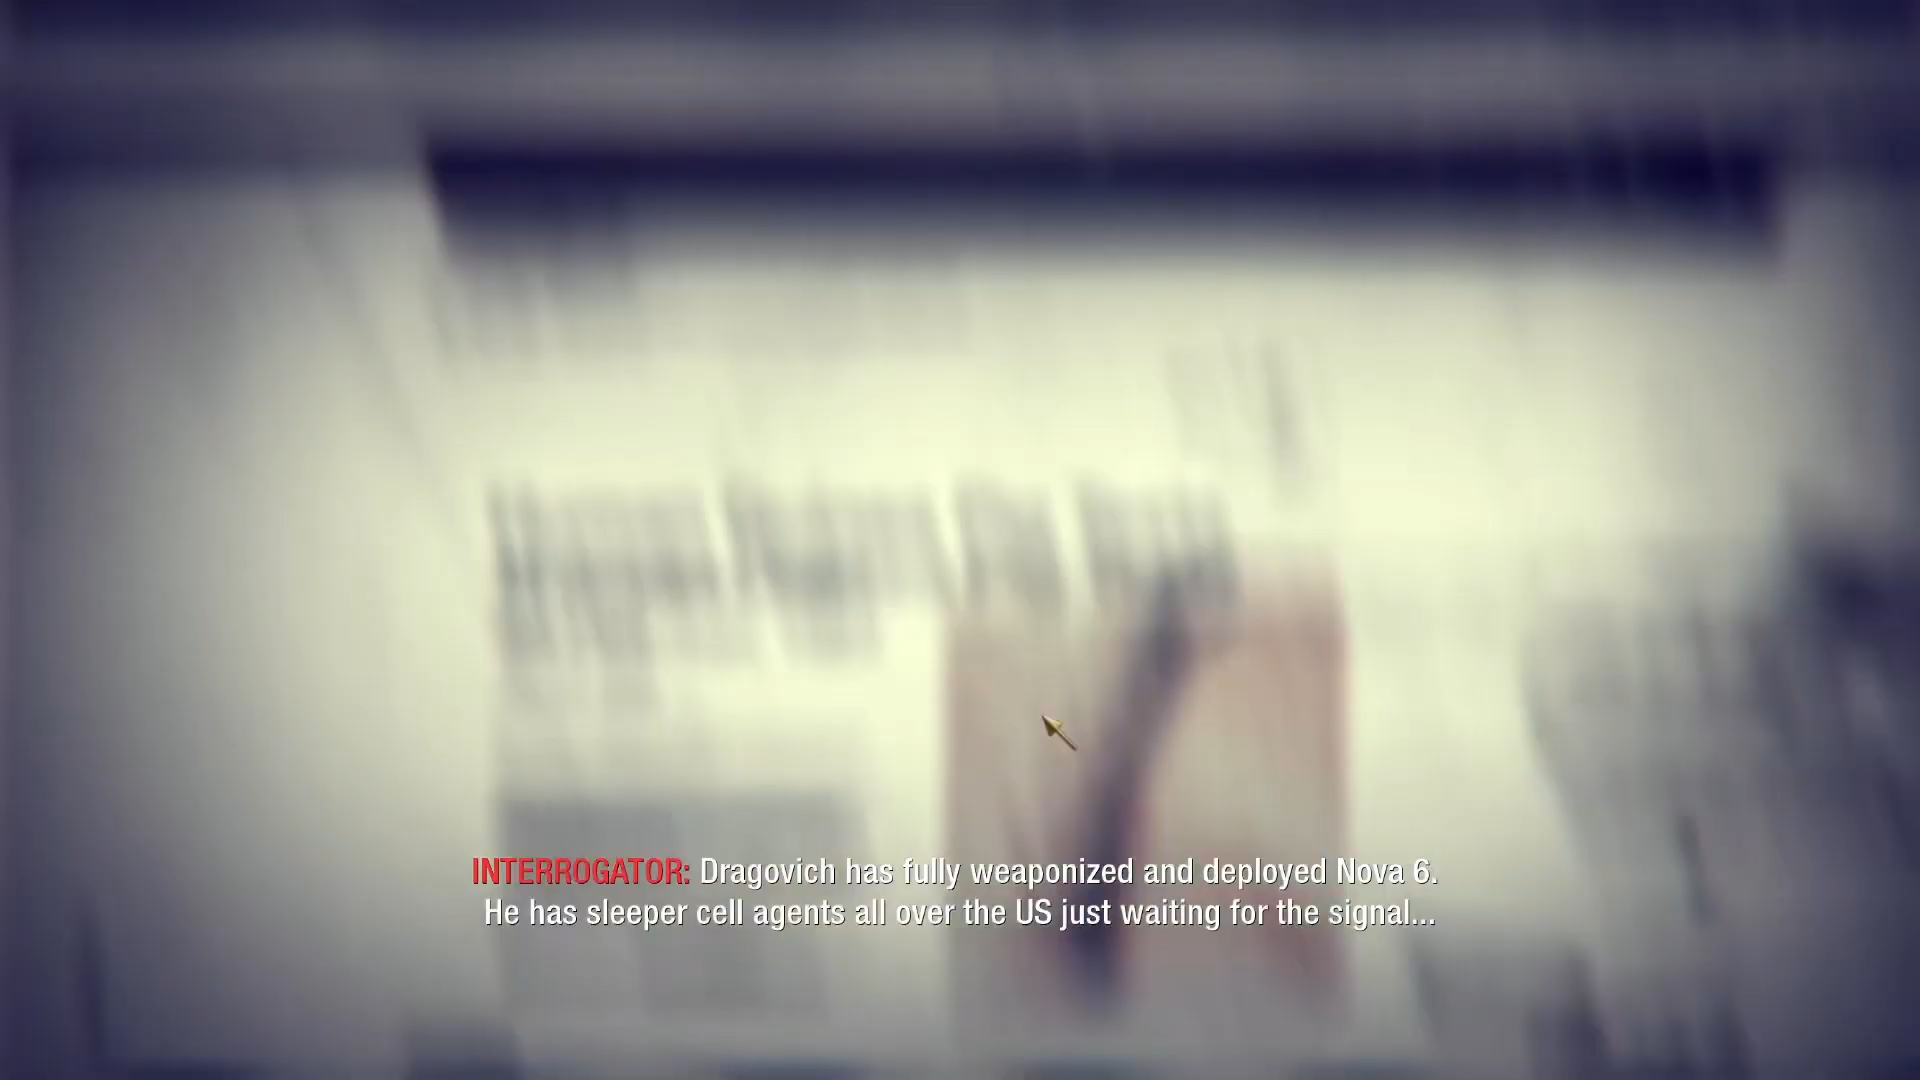 INTERROGATOR: Dragovich has fully weaponized and deployed Nova 6.
He has sleeper cell agents all over the US just waiting for the signal...